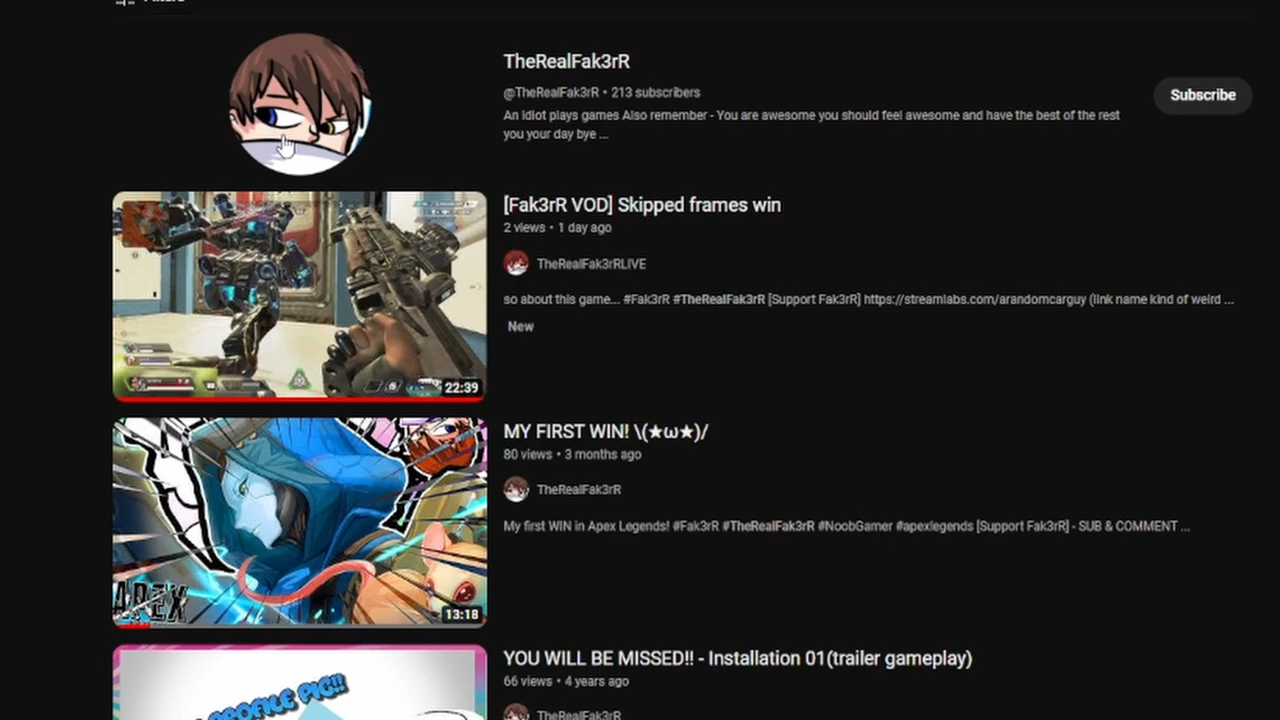 TheRealFak3rR
@TheRealFak3rR • 213 subscribers
An idiot plays games Also remember - You are awesome you should feel awesome and have the best of the rest
you your day bye ...
Subscribe
[Fak3rR VOD] Skipped frames win
2 views • 1 day ago
TheRealFak3rRLIVE
so about this game... #Fak3rR #TheRealFak3rR [Support Fak3rR] https://streamlabs.com/arandomcarguy (link name kind of weird ...
New
22:39
MY FIRST WIN! \(★ω★)/
80 views • 3 months ago
TheRealFak3rR
My first WIN in Apex Legends! #Fak3rR #TheRealFak3rR #NoobGamer #apexlegends [Support Fak3rR] - SUB & COMMENT ...
APEX
13:18
YOU WILL BE MISSED!! - Installation 01(trailer gameplay)
66 views • 4 years ago
PROFILE PIC!!
TheRealFak3rR